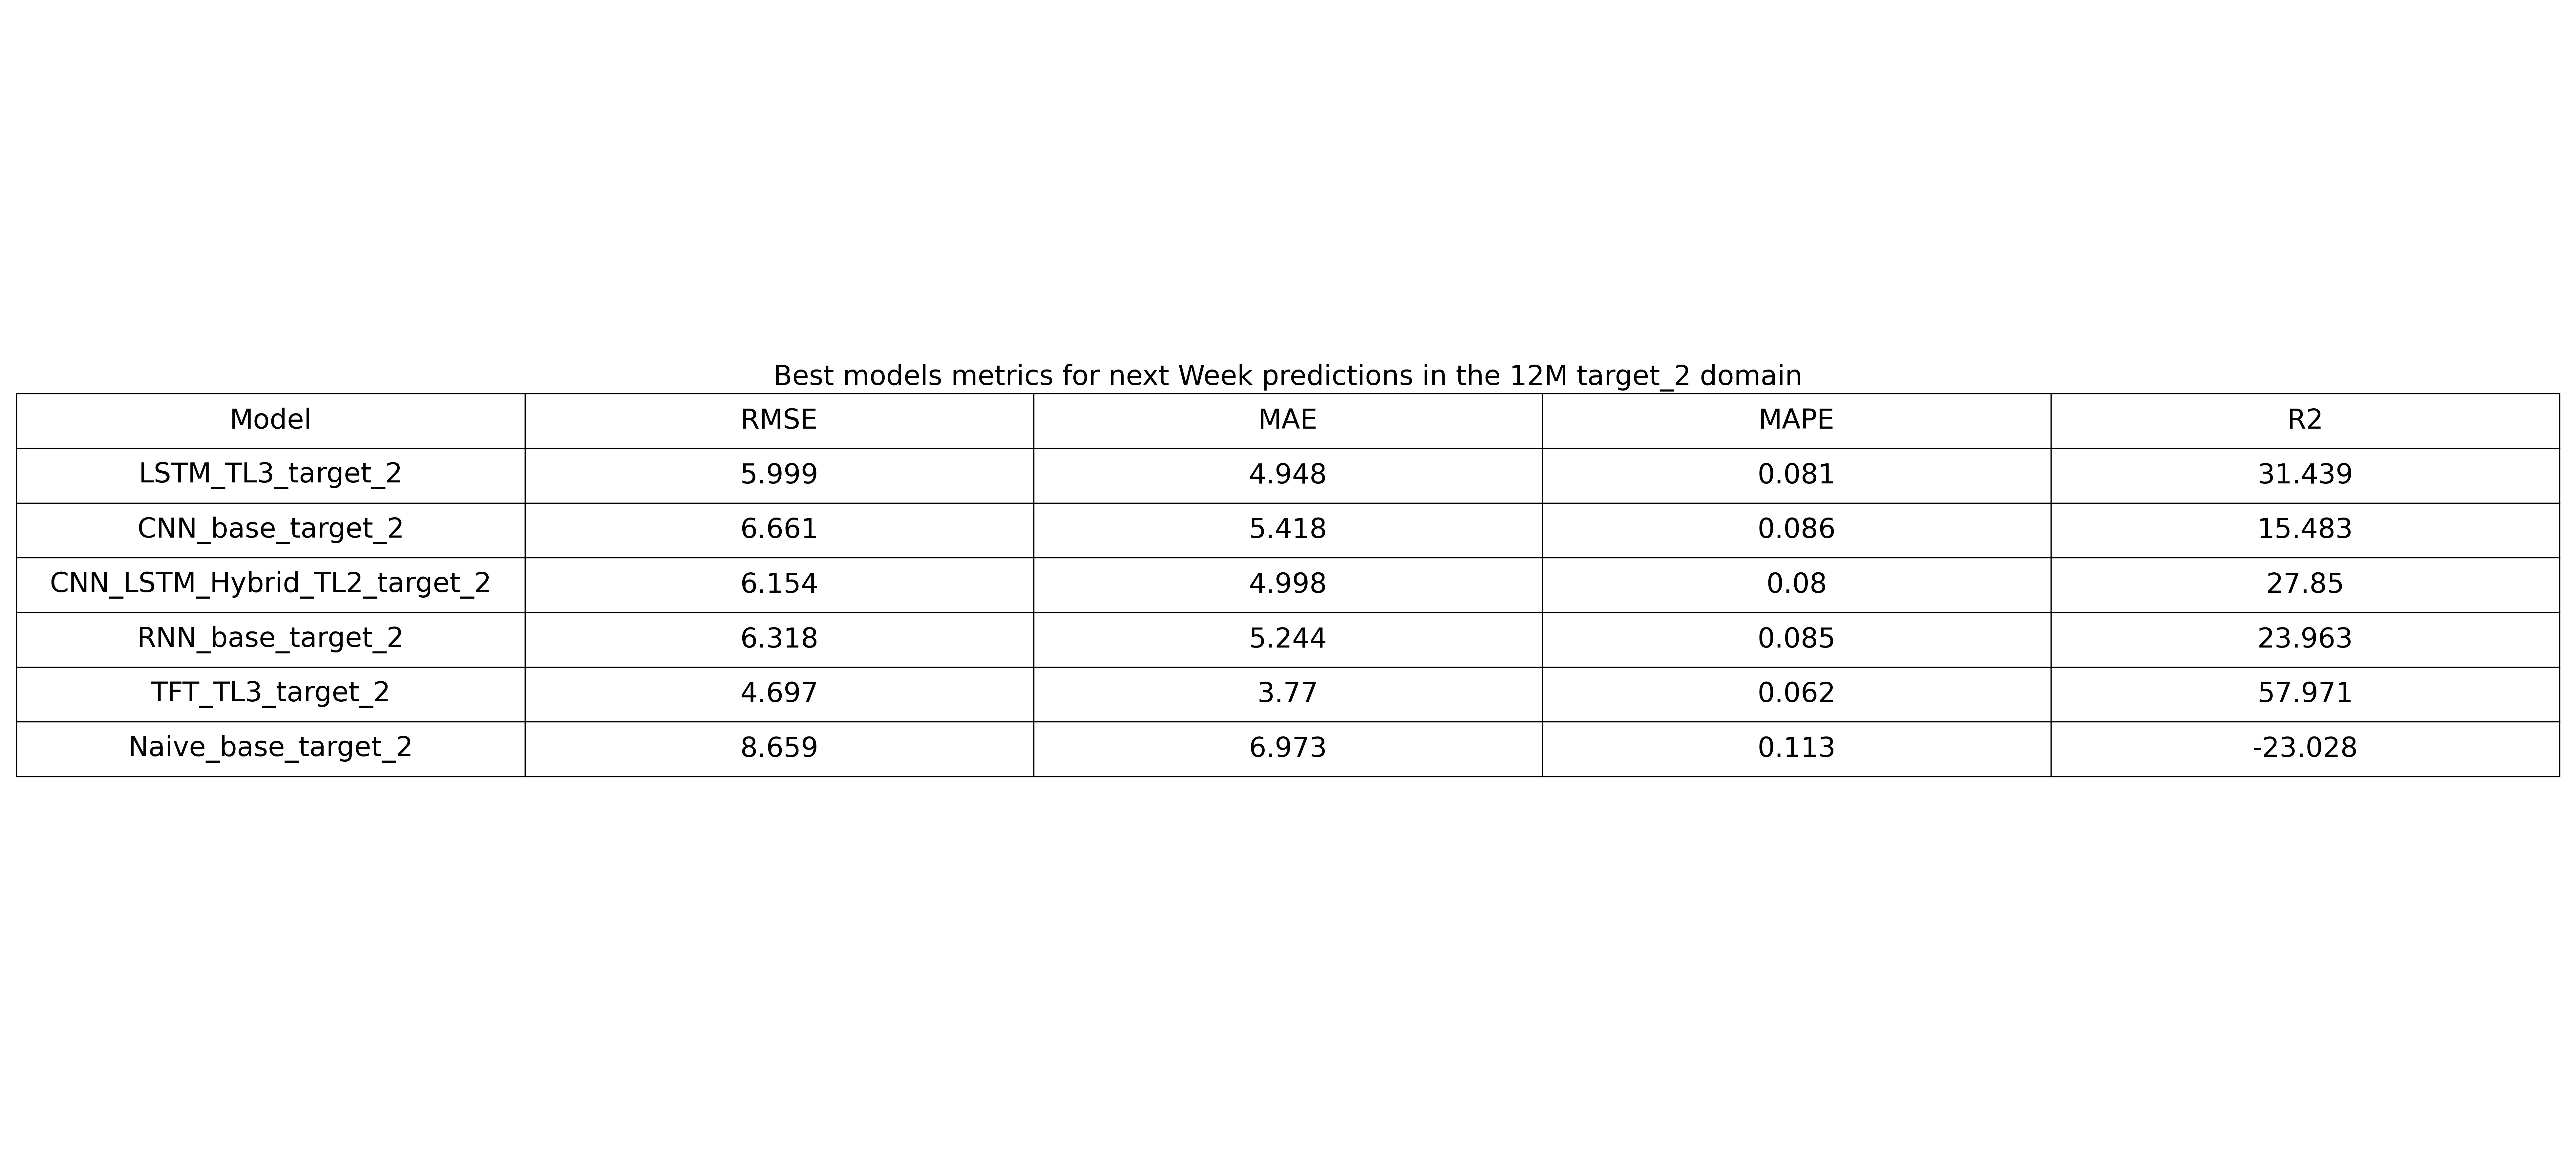 Best models metrics for next Week predictions in the 12M target_2 domain
Model RMSE MAE MAPE R2
LSTM_TL3_target_2 5.999 4.948 0.081 31.439
CNN_base_target_2 6.661 5.418 0.086 15.483
CNN_LSTM_Hybrid_TL2_target_2 6.154 4.998 0.08 27.85
RNN_base_target_2 6.318 5.244 0.085 23.963
TFT_TL3_target_2 4.697 3.77 0.062 57.971
Naive_base_target_2 8.659 6.973 0.113 -23.028